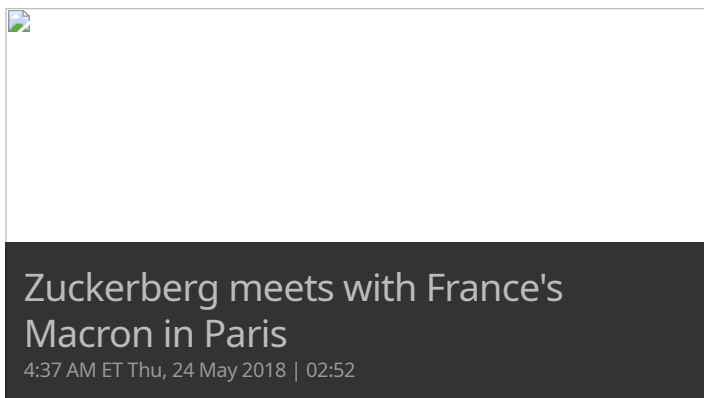 Zuckerberg meets with France's
Macron in Paris
4:37 AM ET Thu, 24 May 2018 | 02:52